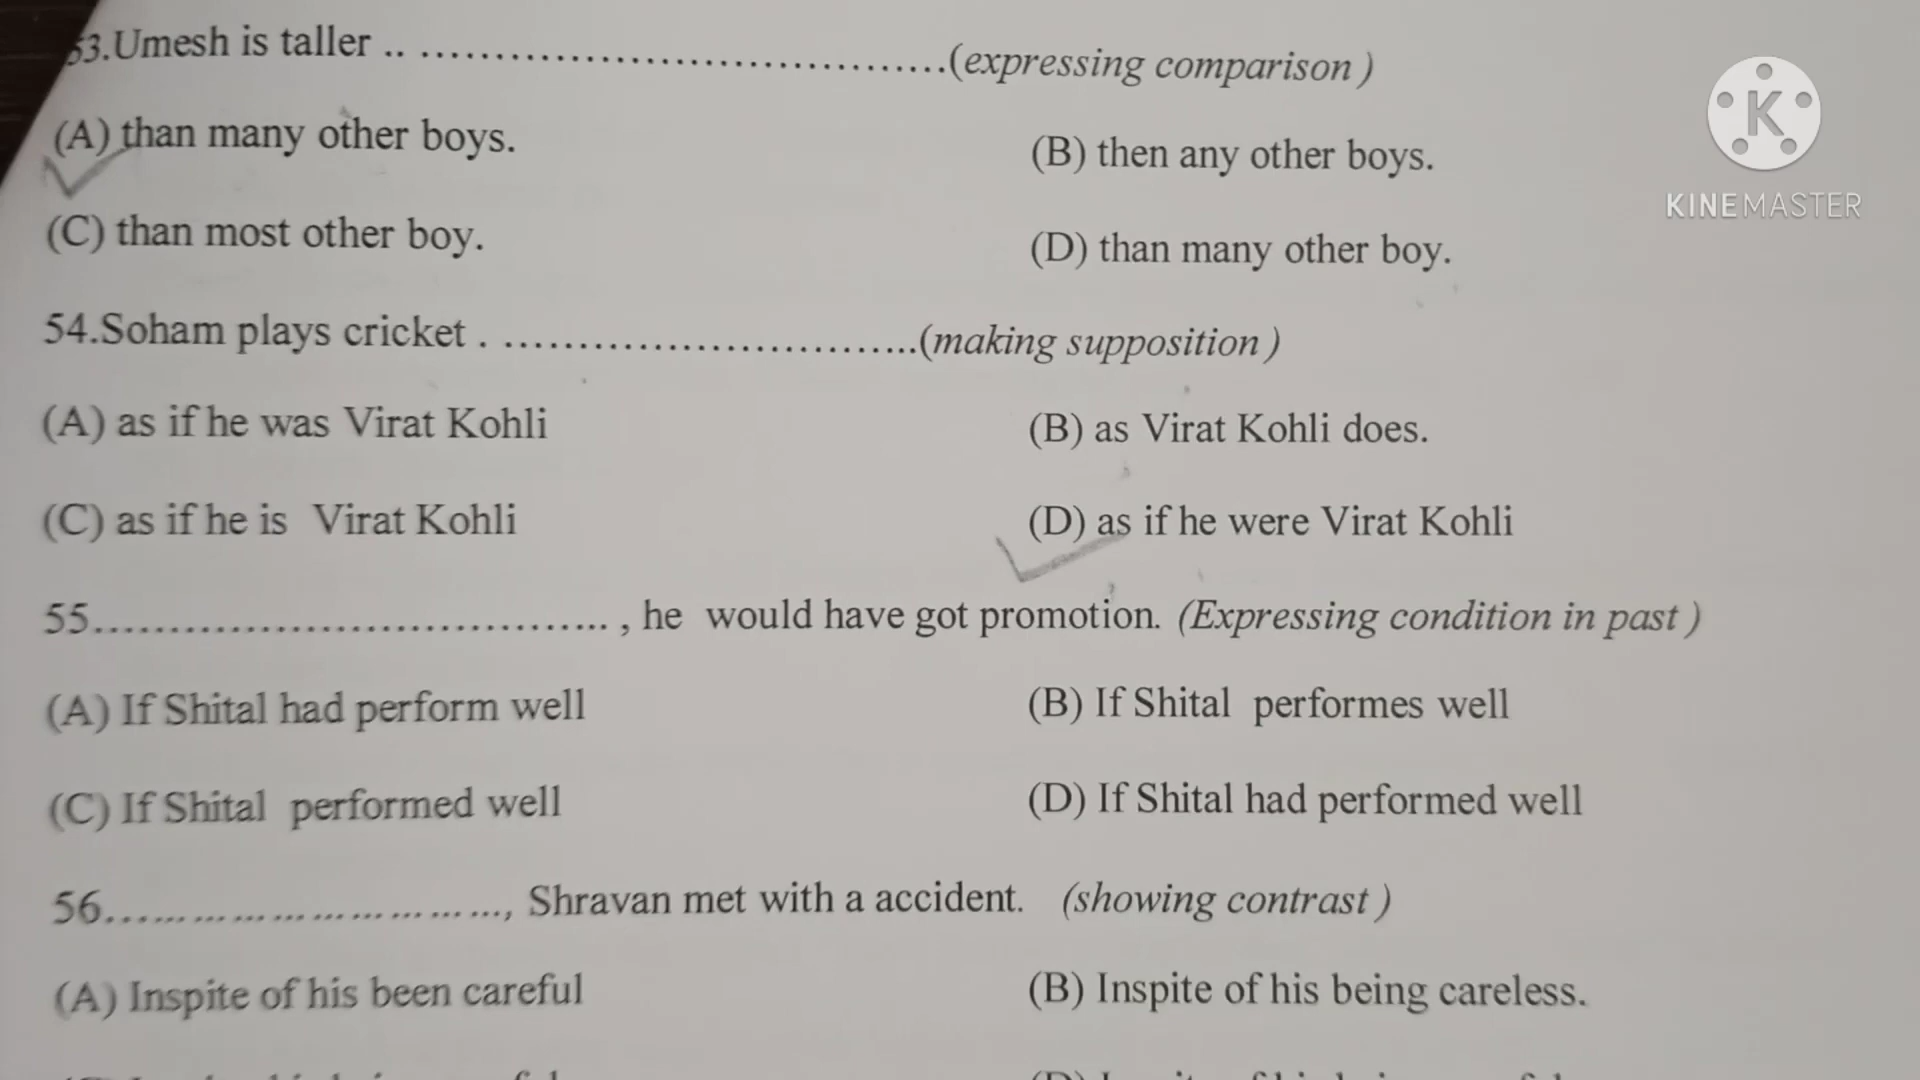 53.Umesh is taller .. ......................................(expressing comparison )
(A) than many other boys.
(B) then any other boys.
(C) than most other boy.
(D) than many other boy.
54.Soham plays cricket . ..............................(making supposition )
(A) as if he was Virat Kohli
(B) as Virat Kohli does.
(C) as if he is Virat Kohli
(D) as if he were Virat Kohli
55..................................... , he would have got promotion. (Expressing condition in past )
(A) If Shital had perform well
(B) If Shital performes well
(C) If Shital performed well
(D) If Shital had performed well
56.............................., Shravan met with a accident. (showing contrast )
(A) Inspite of his been careful
(B) Inspite of his being careless.
K
KINEMASTER